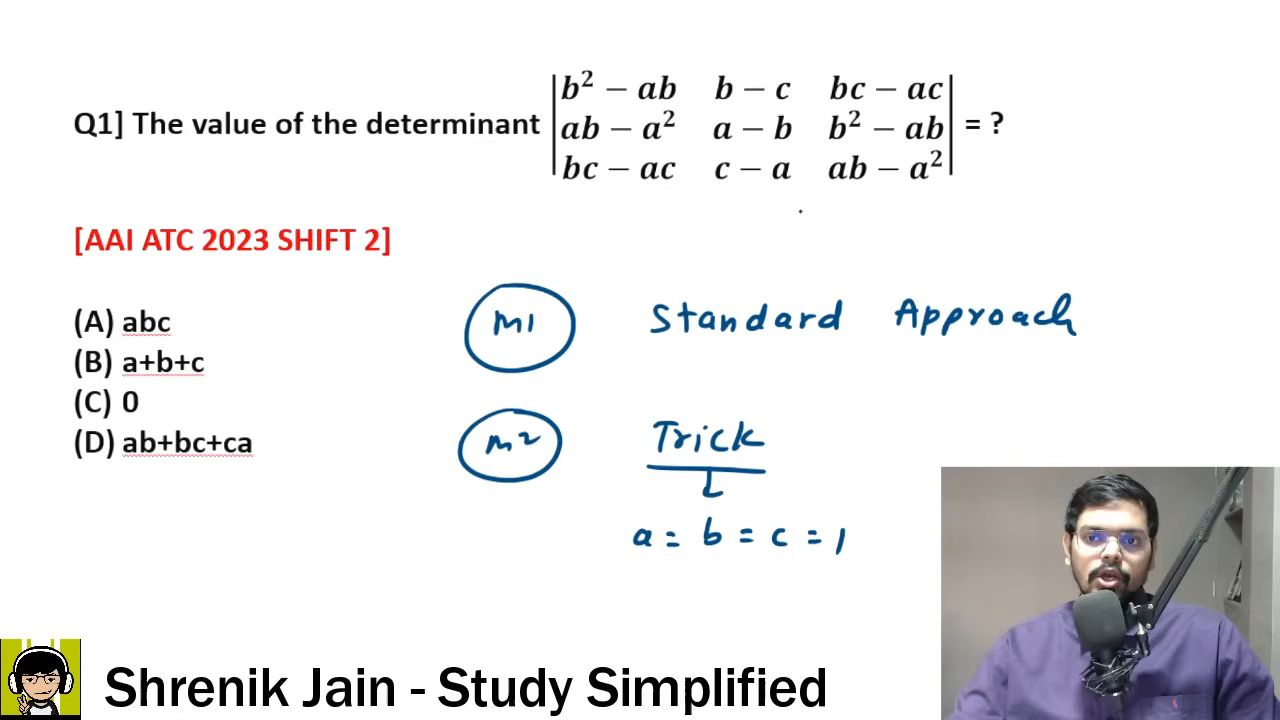 Q1] The value of the determinant |b² − ab b − c bc − ac| = ?
|ab − a² a − b b² − ab|
|bc − ac c − a ab − a²|
[AAI ATC 2023 SHIFT 2]
(A) abc
(B) a+b+c
(C) 0
(D) ab+bc+ca
M1 Standard Approach
M2 Trick
a = b = c = 1
Shrenik Jain - Study Simplified